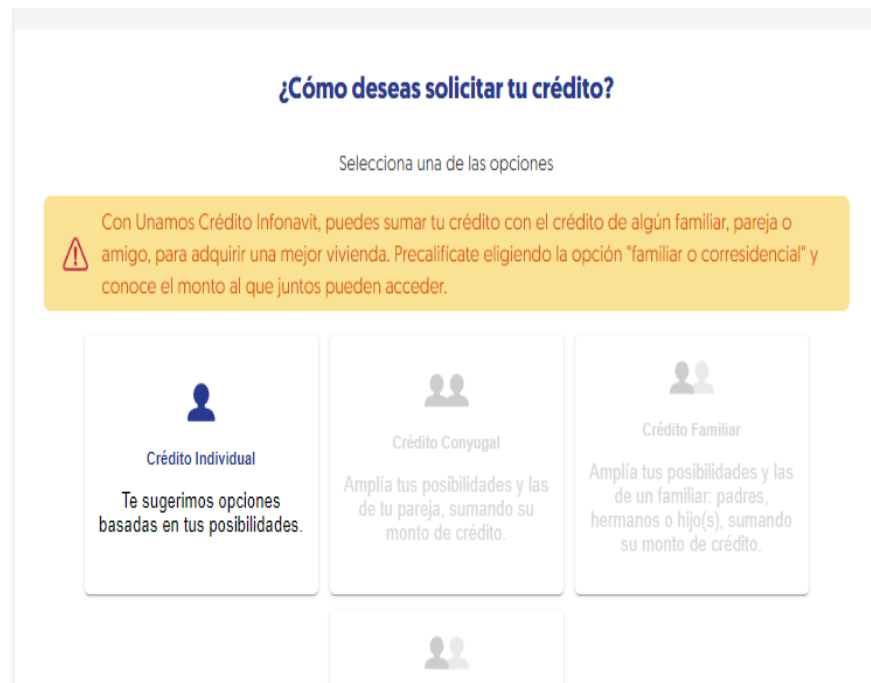 ¿Cómo deseas solicitar tu crédito?
Selecciona una de las opciones
Con Unamos Crédito Infonavit, puedes sumar tu crédito con el crédito de algún familiar, pareja o
amigo, para adquirir una mejor vivienda. Precalifícate eligiendo la opción "familiar o corresidencial" y
conoce el monto al que juntos pueden acceder.
Crédito Individual
Te sugerimos opciones
basadas en tus posibilidades.
Crédito Conyugal
Amplía tus posibilidades y las
de tu pareja, sumando su
monto de crédito.
Crédito Familiar
Amplía tus posibilidades y las
de un familiar: padres,
hermanos o hijo(s), sumando
su monto de crédito.